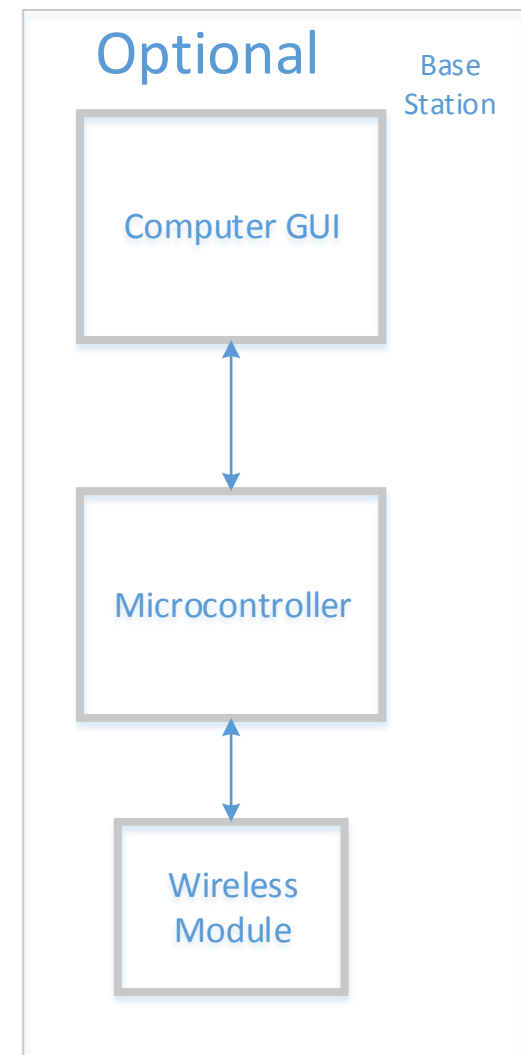 Optional
Base
Station
Computer GUI
Microcontroller
Wireless
Module